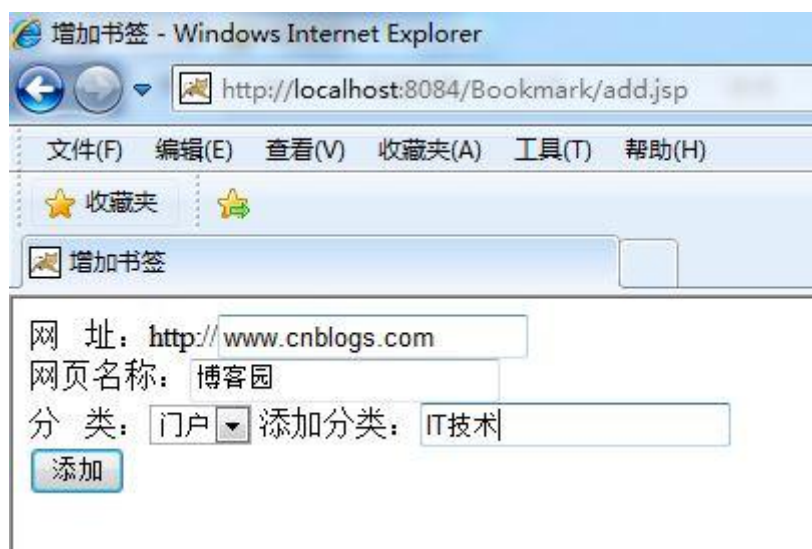 增加书签 - Windows Internet Explorer
http://localhost:8084/Bookmark/add.jsp
文件(F) 编辑(E) 查看(V) 收藏夹(A) 工具(T) 帮助(H)
收藏夹
增加书签
网 址：http://www.cnblogs.com
网页名称：博客园
分 类：门户 添加分类：IT技术
添加